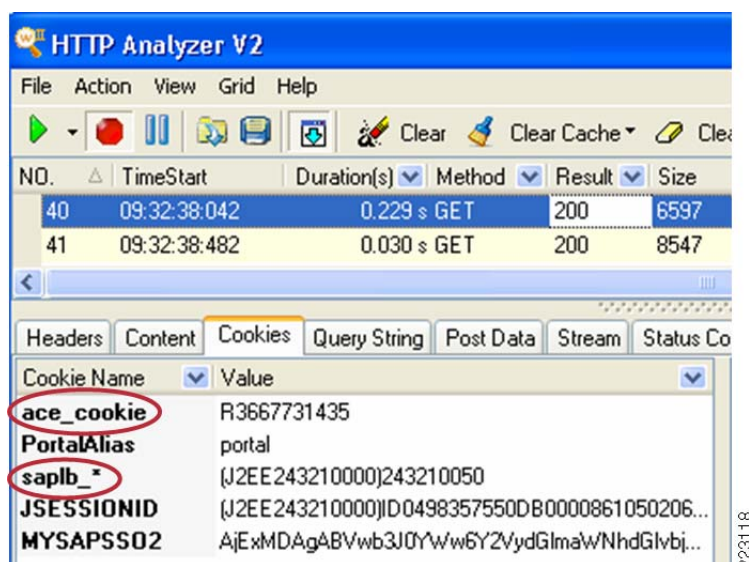 HTTP Analyzer V2
File Action View Grid Help
Clear Clear Cache Clea
NO. TimeStart Duration(s) Method Result Size
40 09:32:38:042 0.229 s GET 200 6597
41 09:32:38:482 0.030 s GET 200 8547
Headers Content Cookies Query String Post Data Stream Status Co
Cookie Name Value
ace_cookie R3667731435
PortalAlias portal
saplb_* (J2EE243210000)243210050
JSESSIONID (J2EE243210000)ID0498357550DB0000861050206...
MYSAPSSO2 AjExMDAgABVwb3J0YWw6Y2VydGlmaWNhdGlvbj...
223118